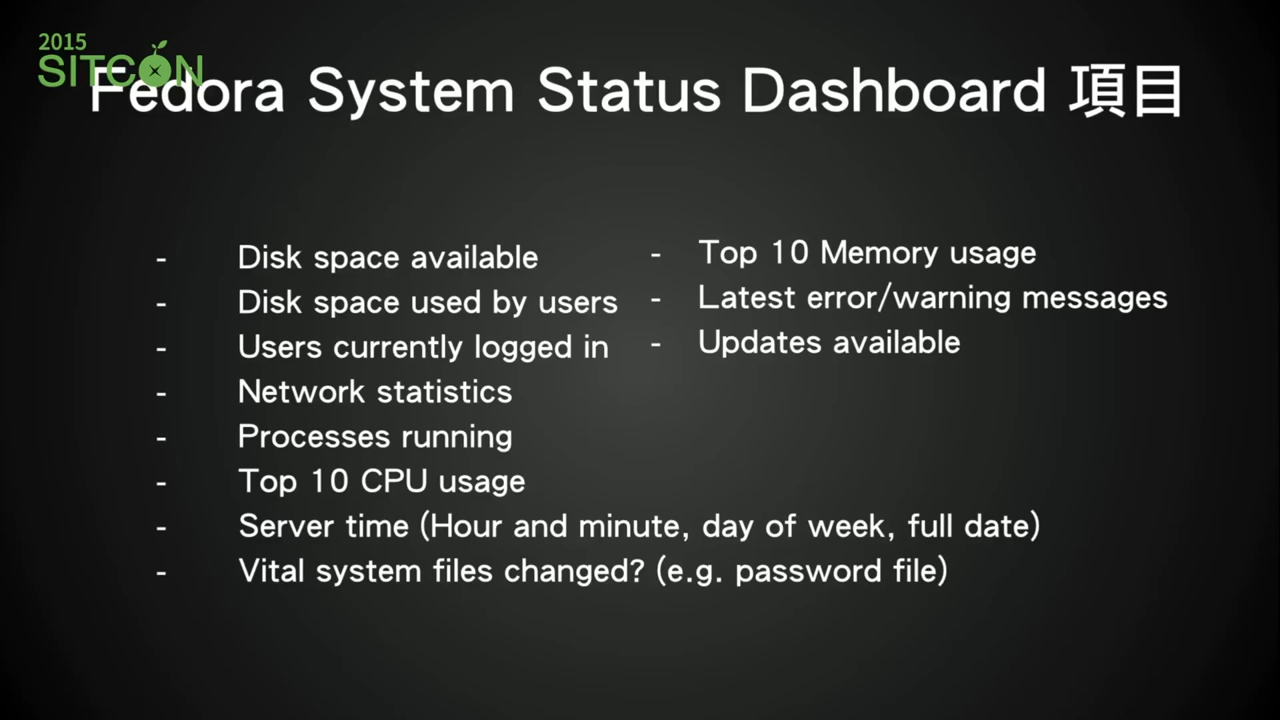 2015
SITCON
Fedora System Status Dashboard 項目
- Disk space available
- Disk space used by users
- Users currently logged in
- Network statistics
- Processes running
- Top 10 CPU usage
- Server time (Hour and minute, day of week, full date)
- Vital system files changed? (e.g. password file)
- Top 10 Memory usage
- Latest error/warning messages
- Updates available